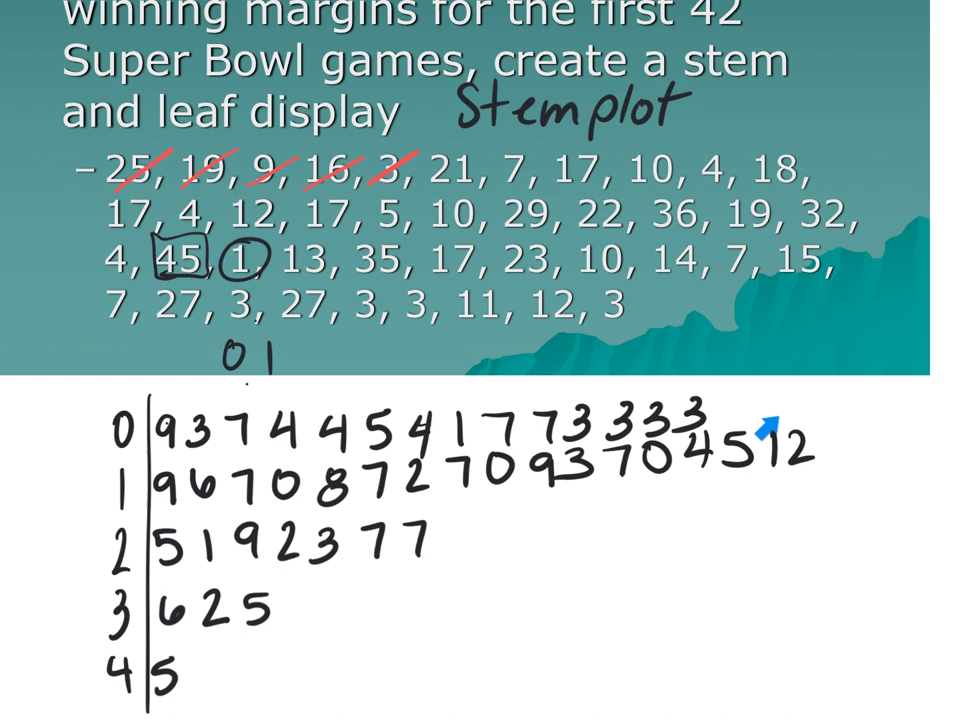 winning margins for the first 42
Super Bowl games, create a stem
and leaf display Stemplot
– 25, 19, 9, 16, 3, 21, 7, 17, 10, 4, 18,
17, 4, 12, 17, 5, 10, 29, 22, 36, 19, 32,
4, 45, 1, 13, 35, 17, 23, 10, 14, 7, 15,
7, 27, 3, 27, 3, 3, 11, 12, 3
0 1
0 | 9 3 7 4 4 5 4 1 7 7 3 3 3 3
1 | 9 6 7 0 8 7 2 7 0 9 3 7 0 4 5 1 2
2 | 5 1 9 2 3 7 7
3 | 6 2 5
4 | 5